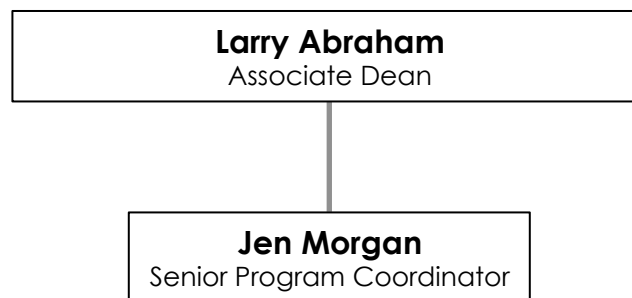 Larry Abraham
Associate Dean
Jen Morgan
Senior Program Coordinator